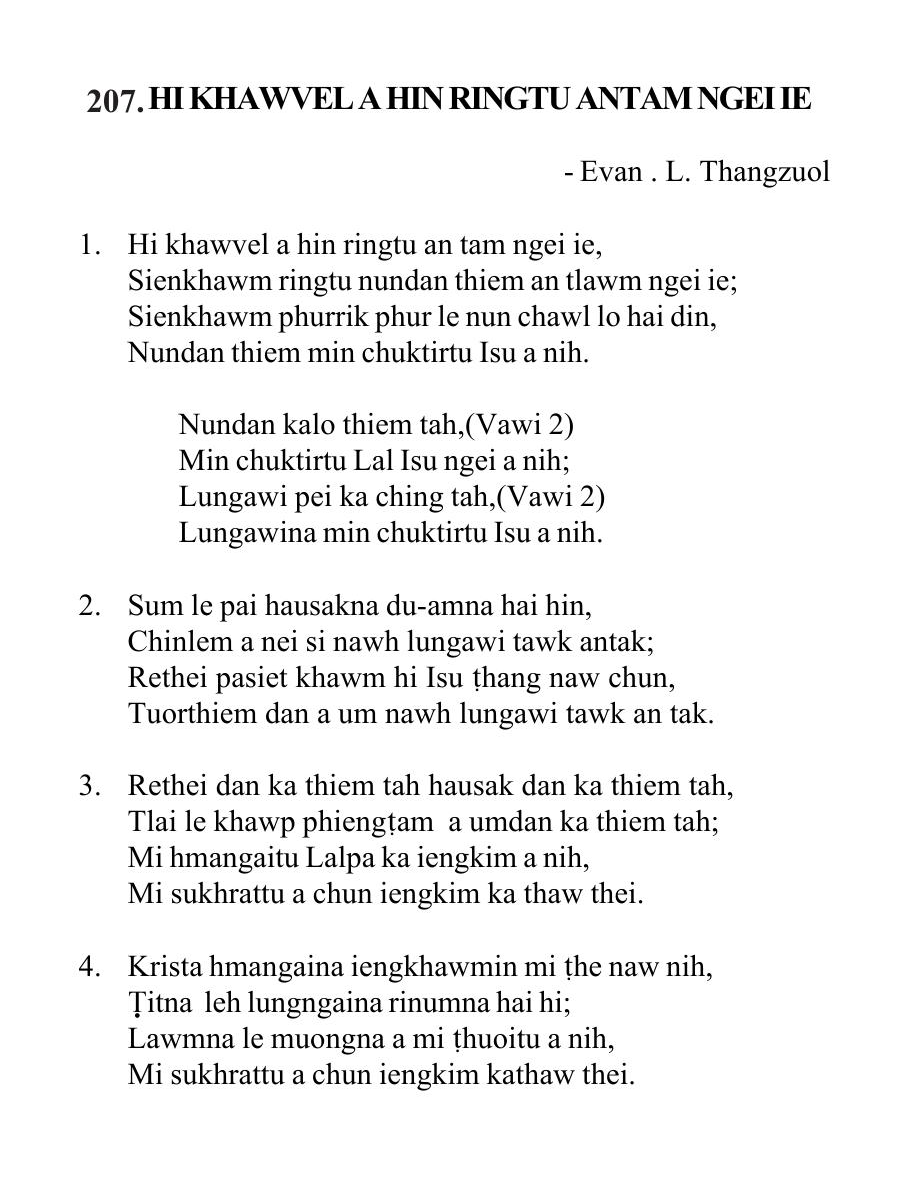 207. HI KHAWVEL A HIN RINGTU ANTAM NGEI IE
- Evan . L. Thangzuol
1. Hi khawvel a hin ringtu an tam ngei ie,
Sienkhawm ringtu nundan thiem an tlawm ngei ie;
Sienkhawm phurrik phur le nun chawl lo hai din,
Nundan thiem min chuktirtu Isu a nih.
Nundan kalo thiem tah,(Vawi 2)
Min chuktirtu Lal Isu ngei a nih;
Lungawi pei ka ching tah,(Vawi 2)
Lungawina min chuktirtu Isu a nih.
2. Sum le pai hausakna du-amna hai hin,
Chinlem a nei si nawh lungawi tawk antak;
Rethei pasiet khawm hi Isu ṭhang naw chun,
Tuorthiem dan a um nawh lungawi tawk an tak.
3. Rethei dan ka thiem tah hausak dan ka thiem tah,
Tlai le khawp phiengṭam a umdan ka thiem tah;
Mi hmangaitu Lalpa ka iengkim a nih,
Mi sukhrattu a chun iengkim ka thaw thei.
4. Krista hmangaina iengkhawmin mi ṭhe naw nih,
Ṭitna leh lungngaina rinumna hai hi;
Lawmna le muongna a mi ṭhuoitu a nih,
Mi sukhrattu a chun iengkim kathaw thei.